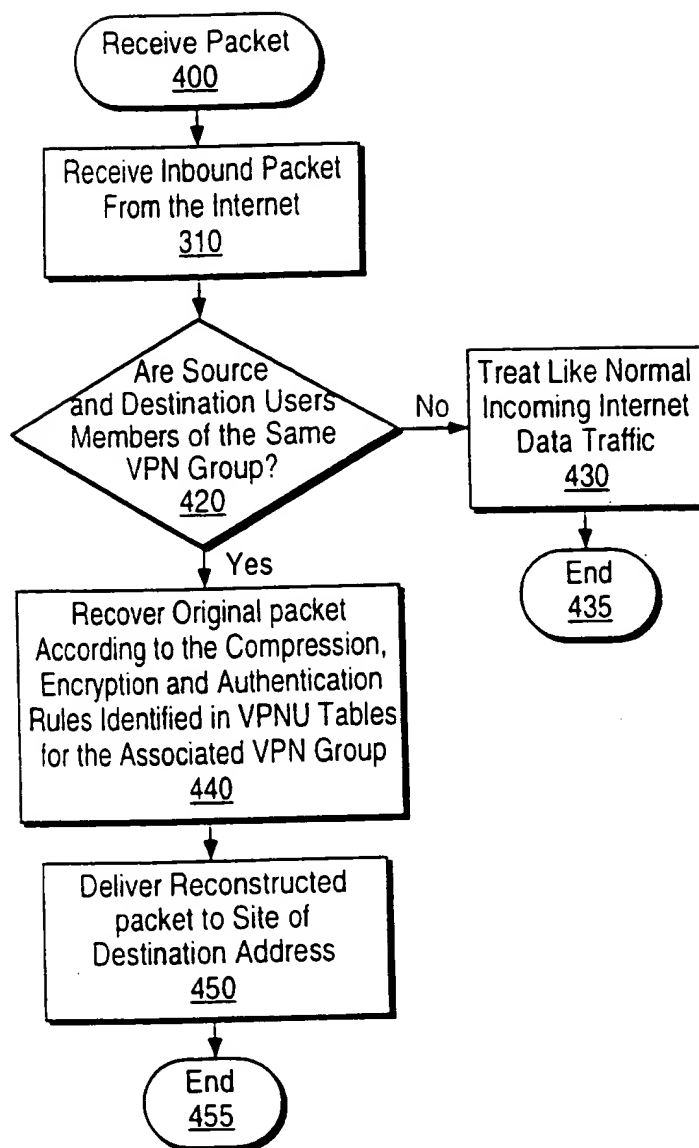 Receive Packet
400
Receive Inbound Packet
From the Internet
310
Are Source
and Destination Users
Members of the Same
VPN Group?
420
No
Treat Like Normal
Incoming Internet
Data Traffic
430
End
435
Yes
Recover Original packet
According to the Compression,
Encryption and Authentication
Rules Identified in VPNU Tables
for the Associated VPN Group
440
Deliver Reconstructed
packet to Site of
Destination Address
450
End
455